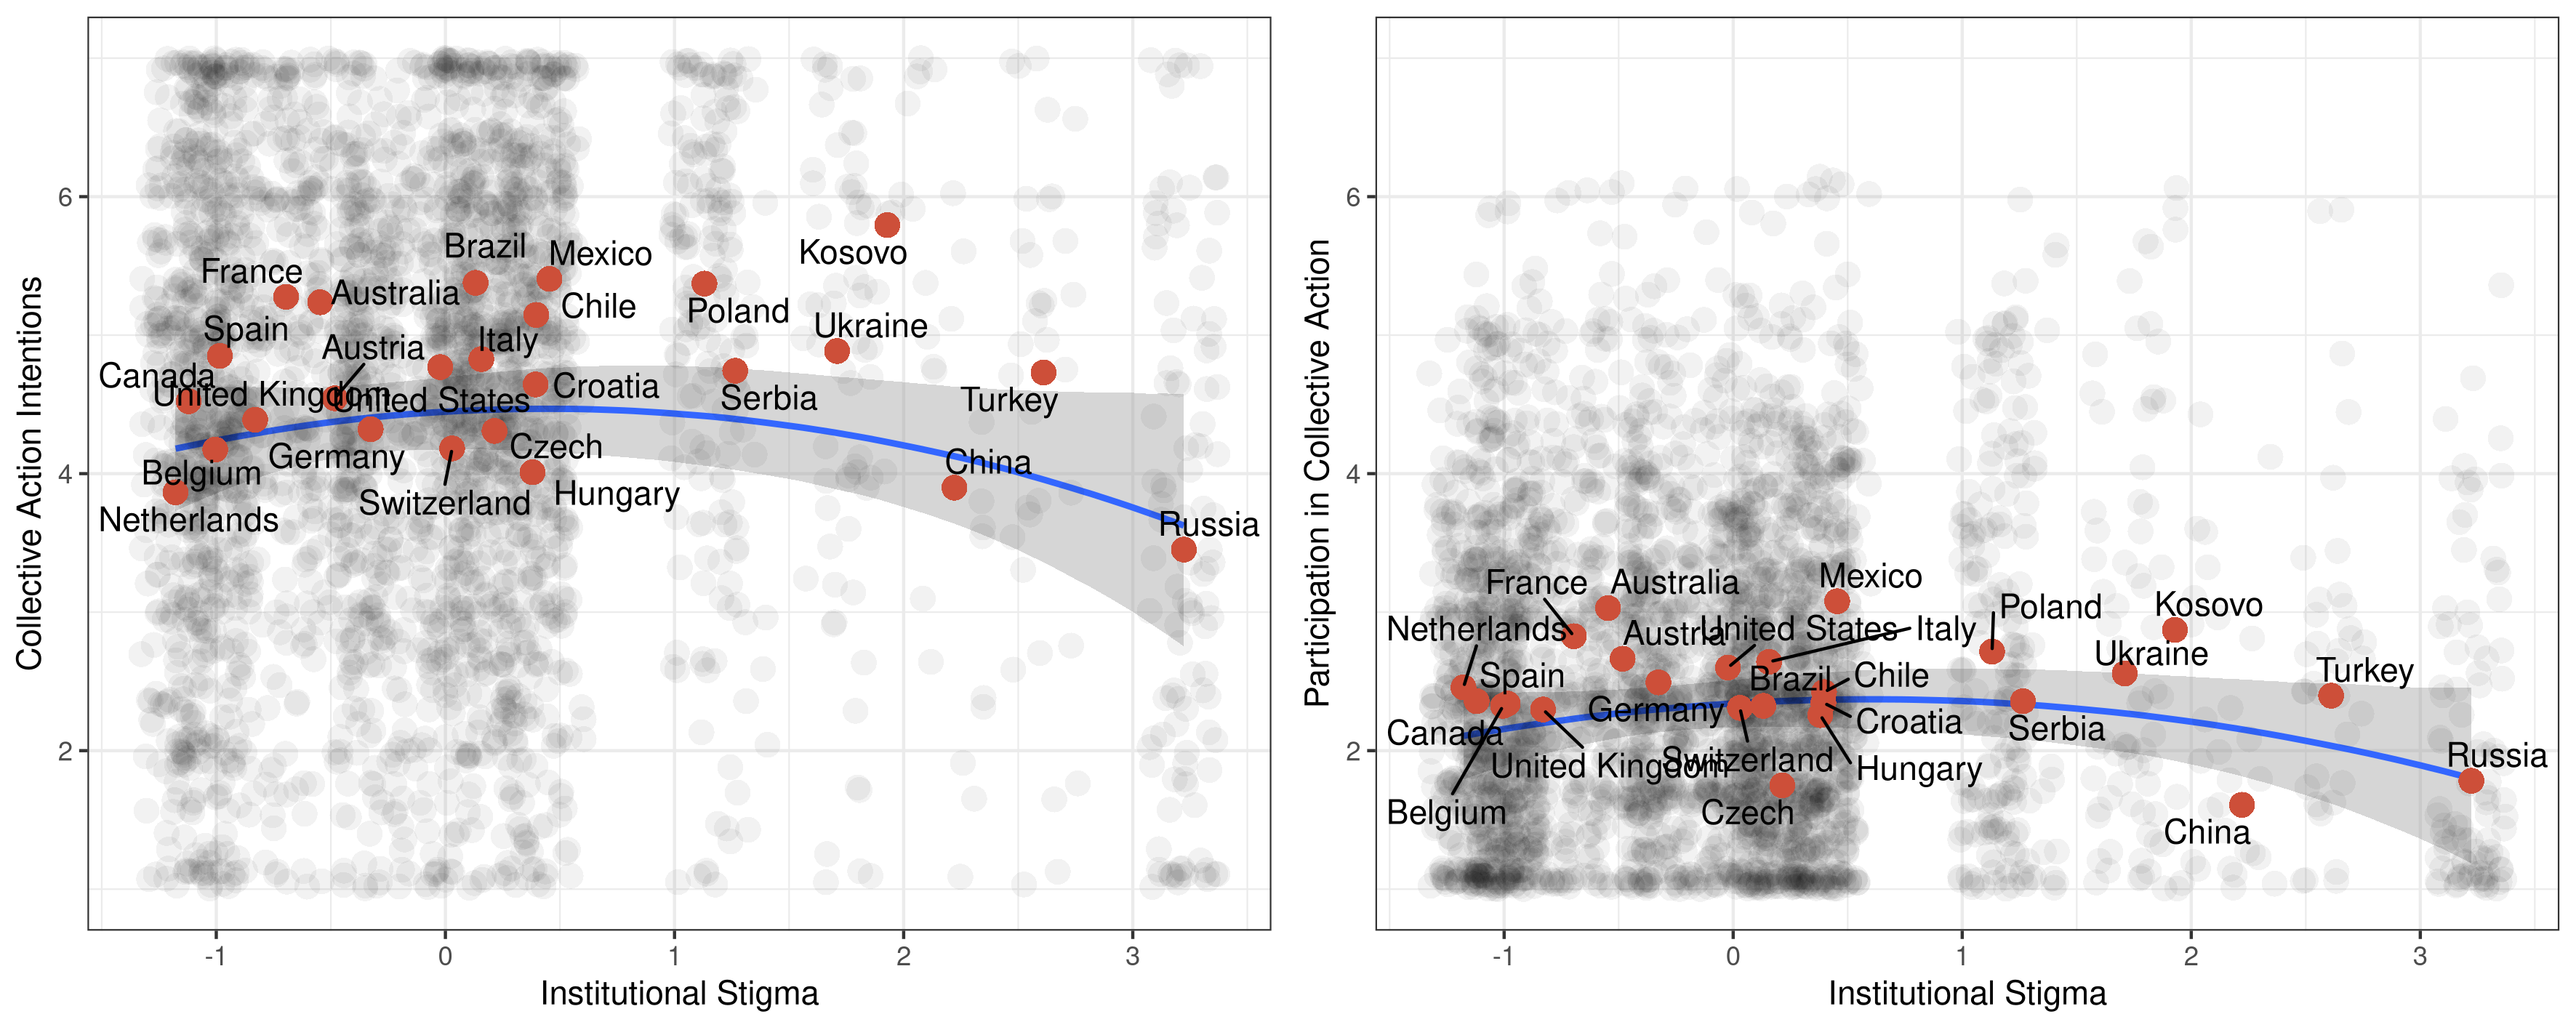 Collective Action Intentions
6
4
2
Brazil
Mexico
Kosovo
France
Australia
Chile
Poland
Spain
Italy
Ukraine
Austria
Canada
United Kingdom
United States
Croatia
Serbia
Turkey
Belgium
Germany
Czech
China
Netherlands
Switzerland
Hungary
Russia
-1 0 1 2 3
Institutional Stigma
Participation in Collective Action
6
4
2
France
Australia
Mexico
Poland
Kosovo
Netherlands
Austria
United States
Italy
Ukraine
Spain
Brazil
Chile
Turkey
Canada
Germany
Croatia
Serbia
United Kingdom
Switzerland
Hungary
Russia
Belgium
Czech
China
-1 0 1 2 3
Institutional Stigma